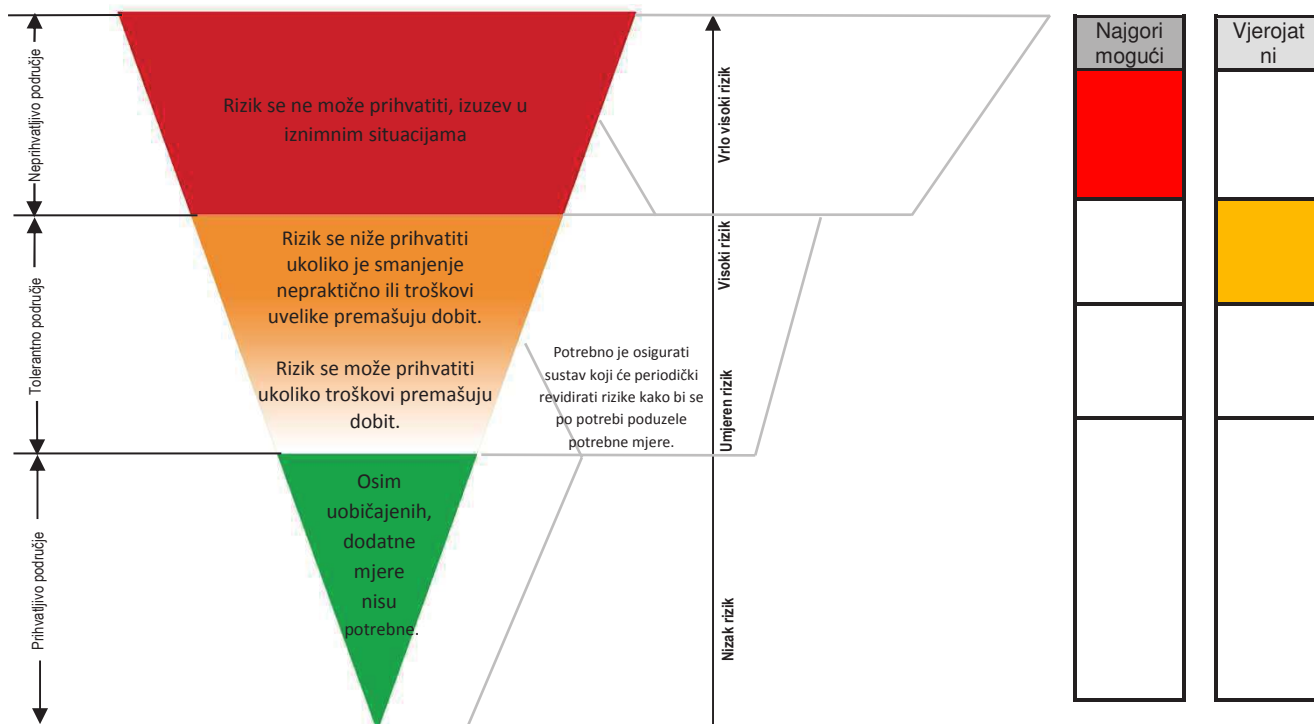 Neprihvatljivo područje
Rizik se ne može prihvatiti, izuzev u
iznimnim situacijama
Vrlo visoki rizik
Najgori
mogući
Vjerojat
ni
Tolerantno područje
Rizik se niže prihvatiti
ukoliko je smanjenje
nepraktično ili troškovi
uvelike premašuju dobit.
Rizik se može prihvatiti
ukoliko troškovi premašuju
dobit.
Potrebno je osigurati
sustav koji će periodički
revidirati rizike kako bi se
po potrebi poduzele
potrebne mjere.
Visoki rizik
Umjeren rizik
Prihvatljivo područje
Osim
uobičajenih,
dodatne
mjere
nisu
potrebne.
Nizak rizik